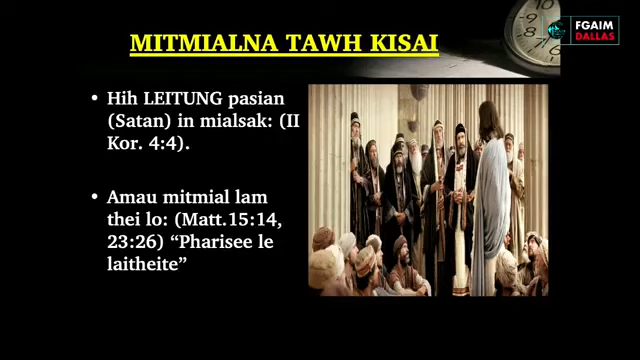 MITMIALNA TAWH KISAI
FGAIM
DALLAS
• Hih LEITUNG pasian
(Satan) in mialsak: (II
Kor. 4:4).
• Amau mitmial lam
thei lo: (Matt.15:14,
23:26) “Pharisee le
laitheite”